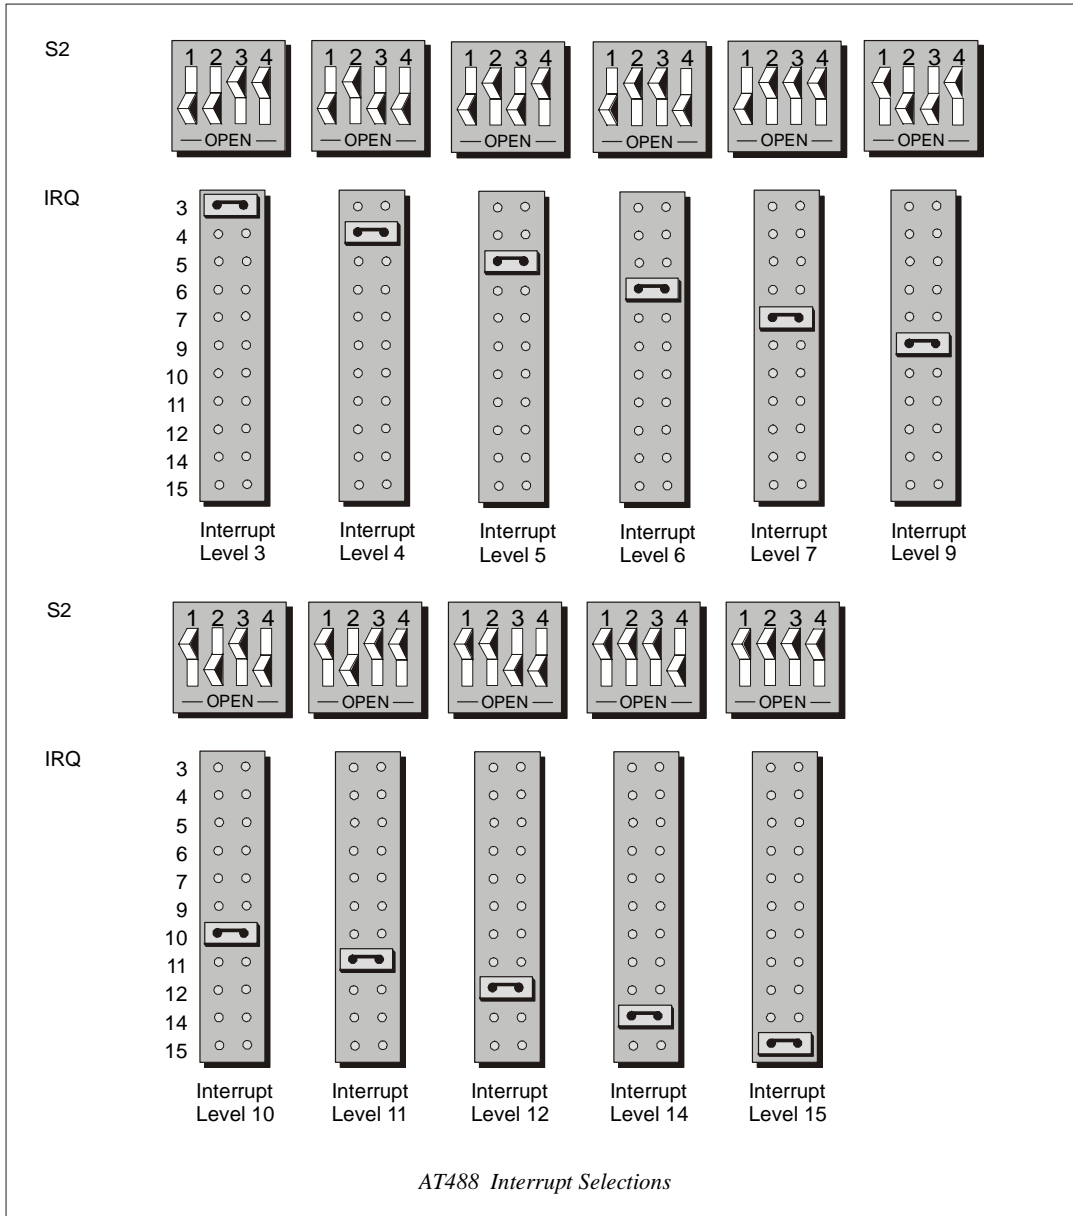 S2
1 2 3 4 1 2 3 4 1 2 3 4 1 2 3 4 1 2 3 4 1 2 3 4
OPEN OPEN OPEN OPEN OPEN OPEN
IRQ
3
4
5
6
7
9
10
11
12
14
15
Interrupt Level 3
Interrupt Level 4
Interrupt Level 5
Interrupt Level 6
Interrupt Level 7
Interrupt Level 9
S2
1 2 3 4 1 2 3 4 1 2 3 4 1 2 3 4 1 2 3 4
OPEN OPEN OPEN OPEN OPEN
IRQ
3
4
5
6
7
9
10
11
12
14
15
Interrupt Level 10
Interrupt Level 11
Interrupt Level 12
Interrupt Level 14
Interrupt Level 15
AT488 Interrupt Selections